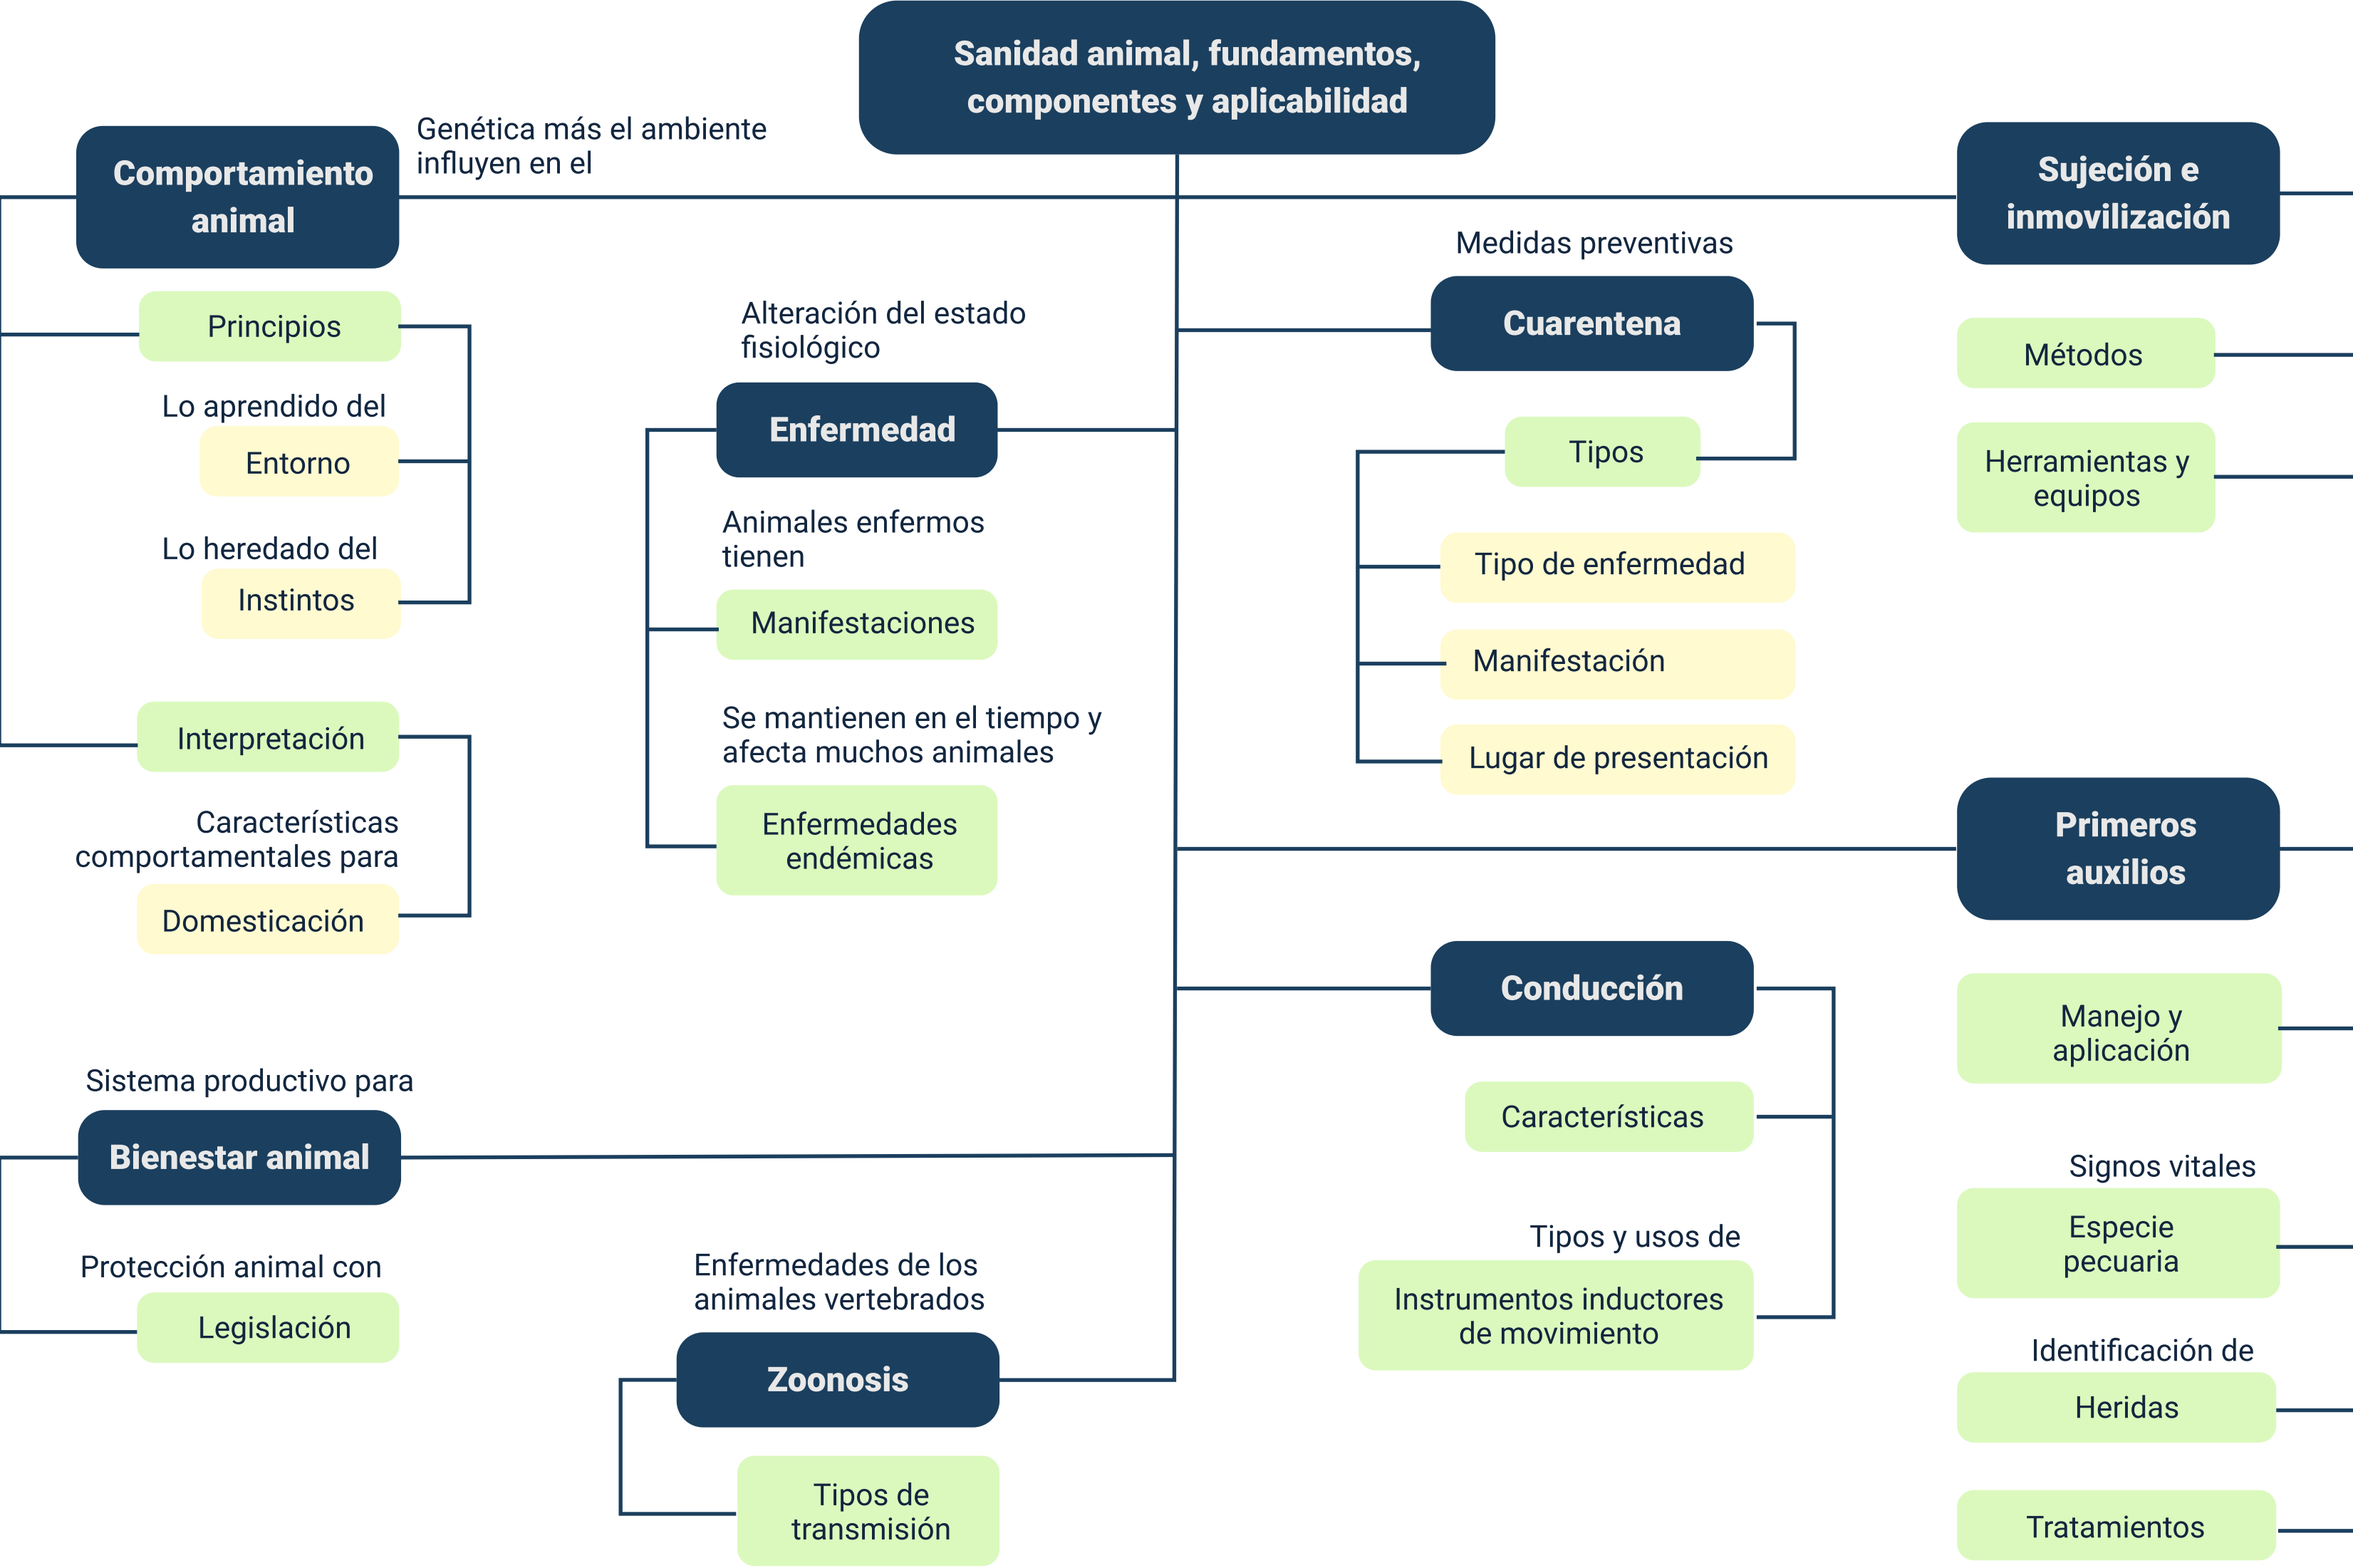 Sanidad animal, fundamentos,
componentes y aplicabilidad
Genética más el ambiente
influyen en el
Comportamiento
animal
Principios
Lo aprendido del
Entorno
Lo heredado del
Instintos
Interpretación
Características
comportamentales para
Domesticación
Sistema productivo para
Bienestar animal
Protección animal con
Legislación
Alteración del estado
fisiológico
Enfermedad
Animales enfermos
tienen
Manifestaciones
Se mantienen en el tiempo y
afecta muchos animales
Enfermedades
endémicas
Enfermedades de los
animales vertebrados
Zoonosis
Tipos de
transmisión
Medidas preventivas
Cuarentena
Tipos
Tipo de enfermedad
Manifestación
Lugar de presentación
Conducción
Características
Tipos y usos de
Instrumentos inductores
de movimiento
Sujeción e
inmovilización
Métodos
Herramientas y
equipos
Primeros
auxilios
Manejo y
aplicación
Signos vitales
Especie
pecuaria
Identificación de
Heridas
Tratamientos